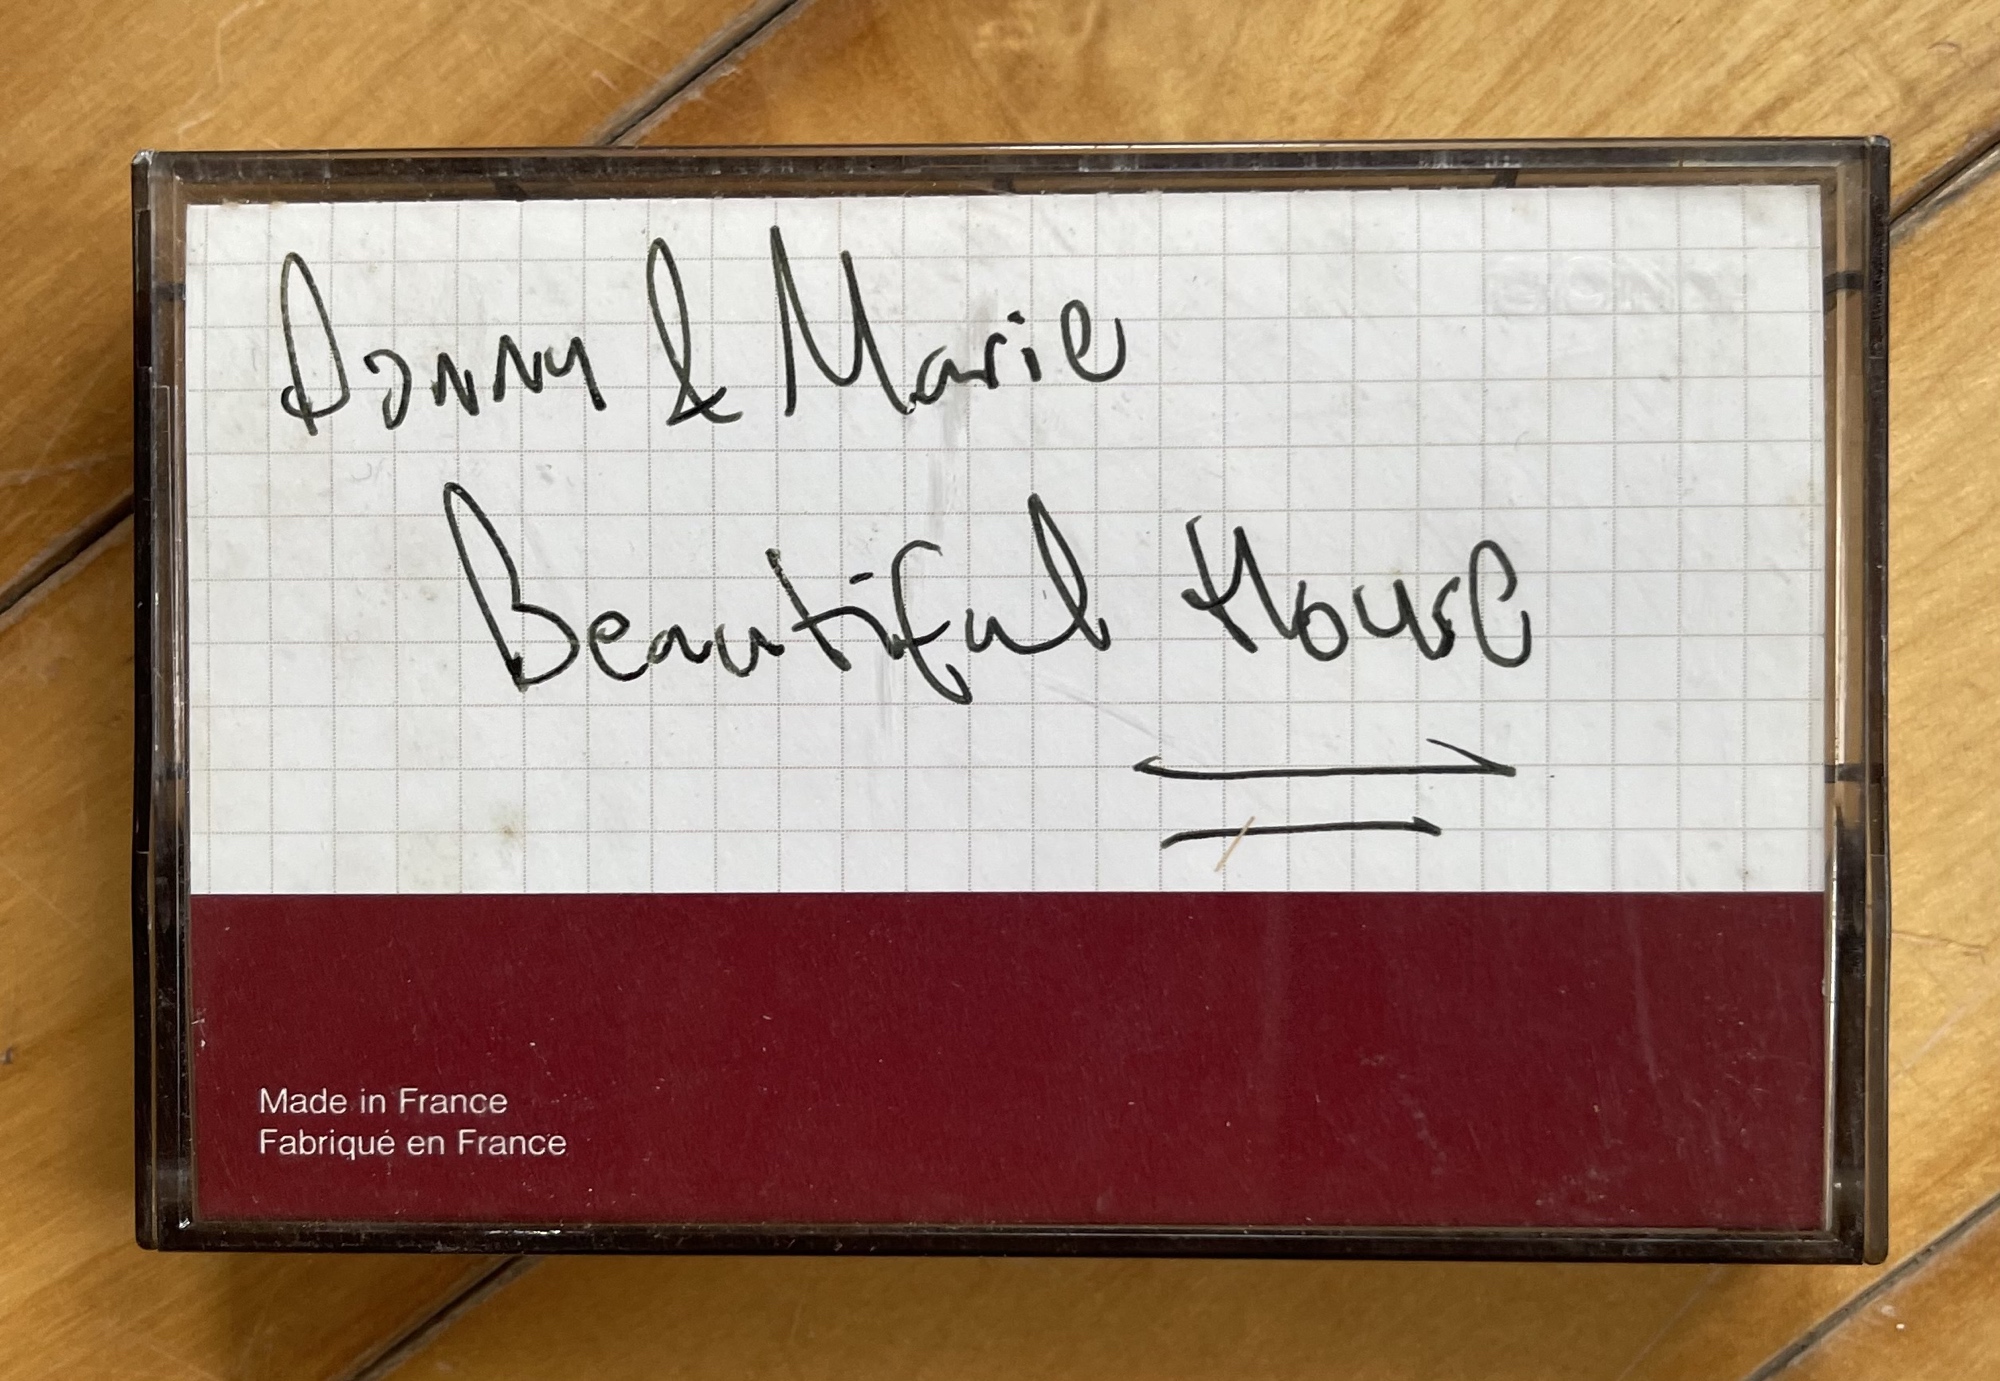 Donny & Marie
Beautiful House
Made in France
Fabriqué en France